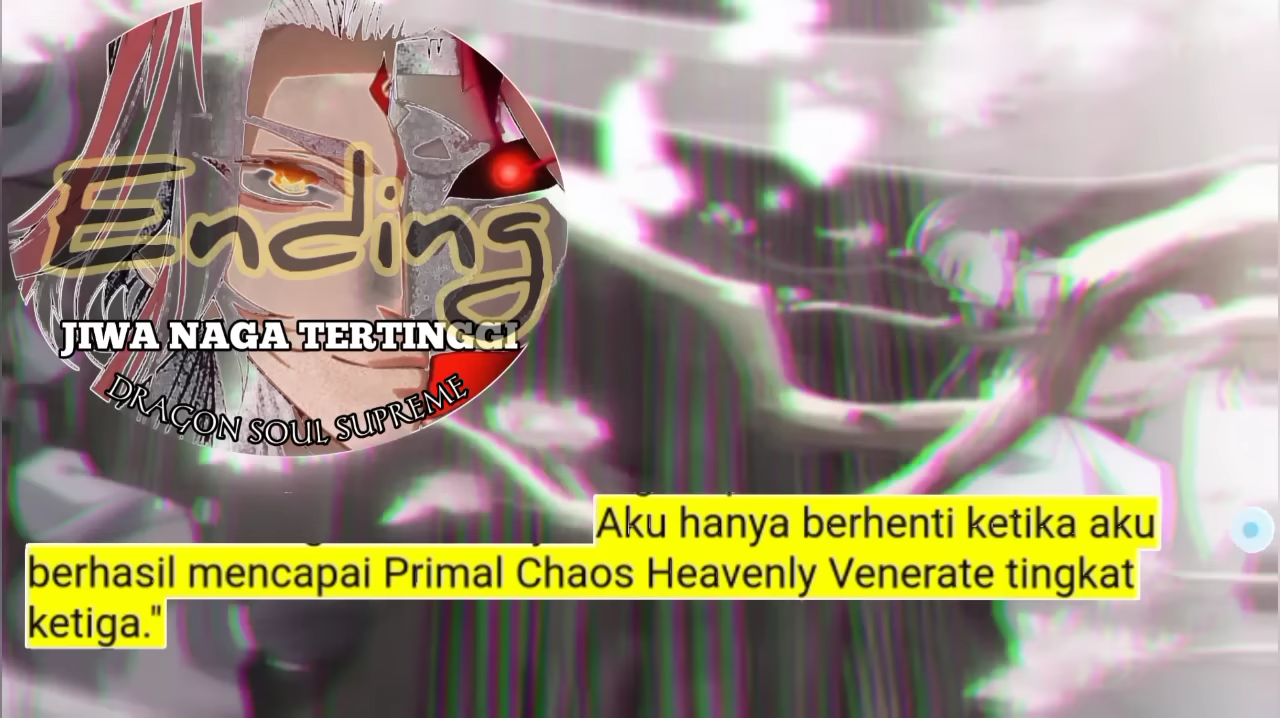 Ending
JIWA NAGA TERTINGGI
DRAGON SOUL SUPREME
Aku hanya berhenti ketika aku
berhasil mencapai Primal Chaos Heavenly Venerate tingkat
ketiga."